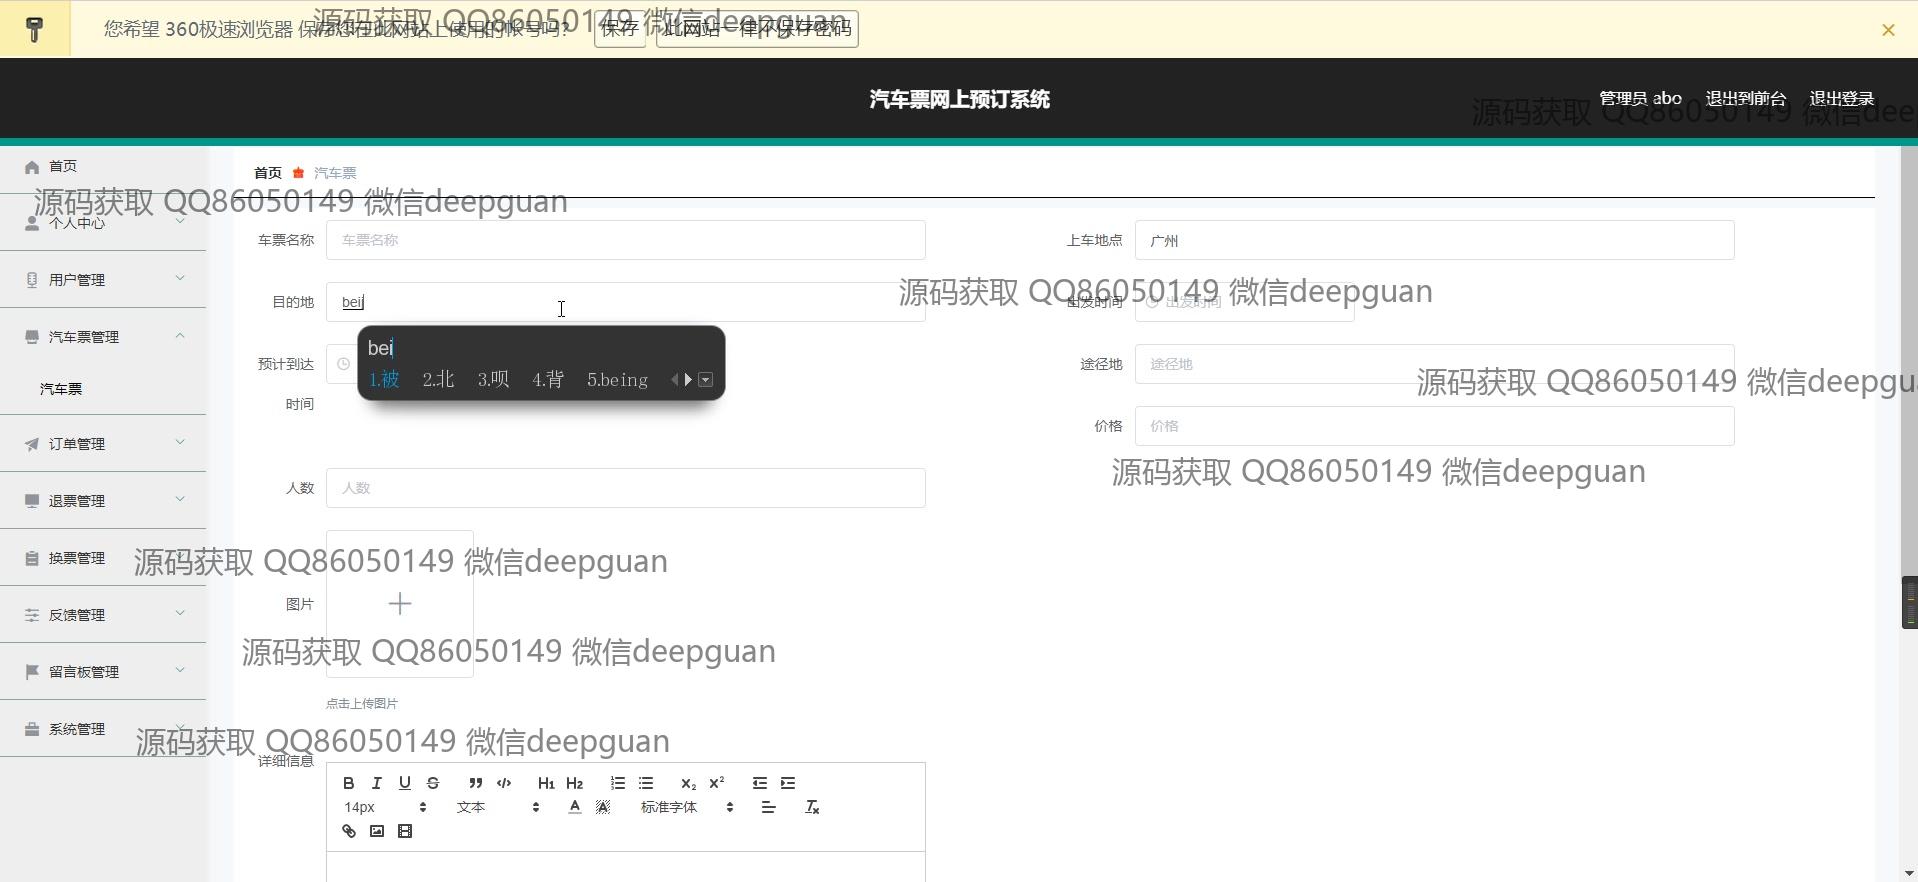 您希望 360极速浏览器 保存您在此网站上使用的帐号吗? 保存 此网站一律不保存密码
源码获取 QQ86050149 微信deepguan
汽车票网上预订系统
管理员 abo 退出到前台 退出登录
源码获取 QQ86050149 微信dee
首页
首页 汽车票
源码获取 QQ86050149 微信deepguan
个人中心
车票名称 车票名称
上车地点 广州
用户管理
源码获取 QQ86050149 微信deepguan
目的地 beij
出发时间 出发时间
汽车票管理
bei
预计到达时间
1.被 2.北 3.呗 4.背 5.being
途径地 途径地
源码获取 QQ86050149 微信deepgu
汽车票
价格 价格
订单管理
源码获取 QQ86050149 微信deepguan
人数 人数
退票管理
换票管理
源码获取 QQ86050149 微信deepguan
图片
反馈管理
源码获取 QQ86050149 微信deepguan
留言板管理
点击上传图片
系统管理
源码获取 QQ86050149 微信deepguan
详细信息
B I U S H1 H2 x2 x2
14px 文本 A A 标准字体 Tx